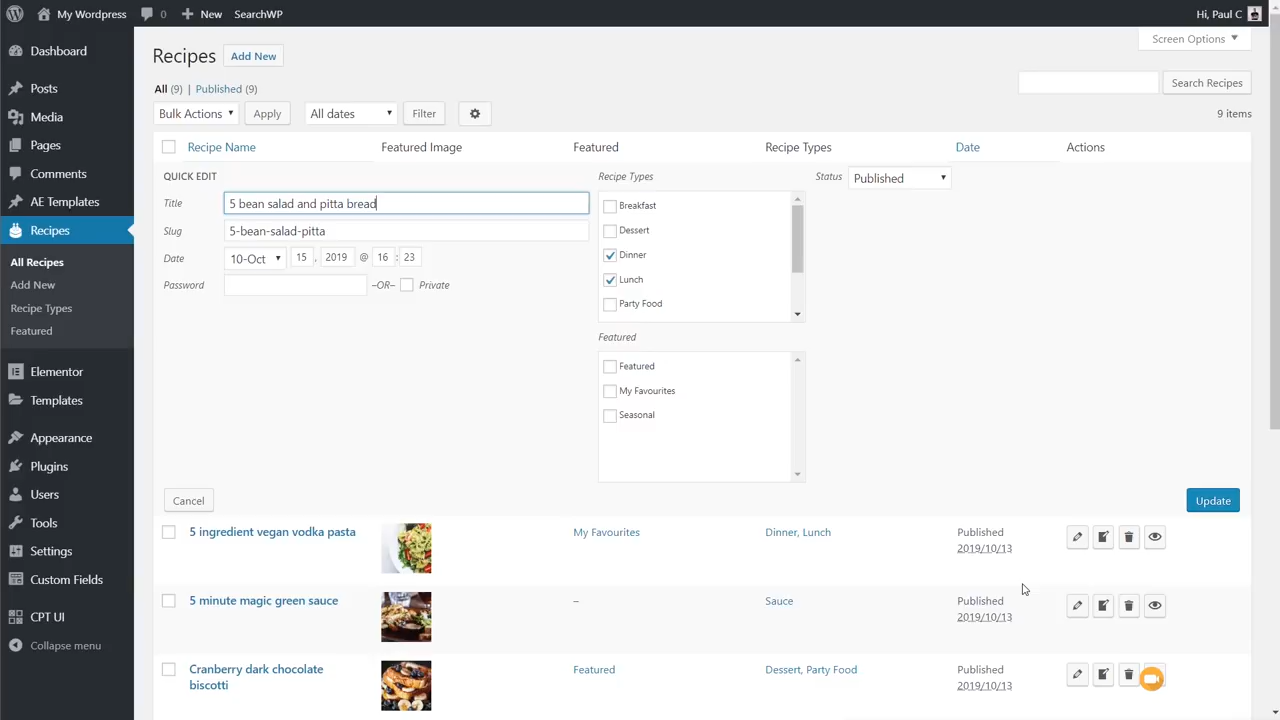 My Wordpress 0 New SearchWP Hi, Paul C
Screen Options
Dashboard
Posts
Media
Pages
Comments
AE Templates
Recipes
All Recipes
Add New
Recipe Types
Featured
Elementor
Templates
Appearance
Plugins
Users
Tools
Settings
Custom Fields
CPT UI
Collapse menu
Recipes Add New
All (9) | Published (9)
Search Recipes
Bulk Actions Apply All dates Filter 9 items
Recipe Name Featured Image Featured Recipe Types Date Actions
QUICK EDIT
Title 5 bean salad and pitta bread
Slug 5-bean-salad-pitta
Date 10-Oct 15 , 2019 @ 16 : 23
Password –OR– Private
Recipe Types
Breakfast
Dessert
Dinner
Lunch
Party Food
Featured
Featured
My Favourites
Seasonal
Status Published
Cancel Update
5 ingredient vegan vodka pasta My Favourites Dinner, Lunch Published
2019/10/13
5 minute magic green sauce – Sauce Published
2019/10/13
Cranberry dark chocolate Featured Dessert, Party Food Published
biscotti 2019/10/13